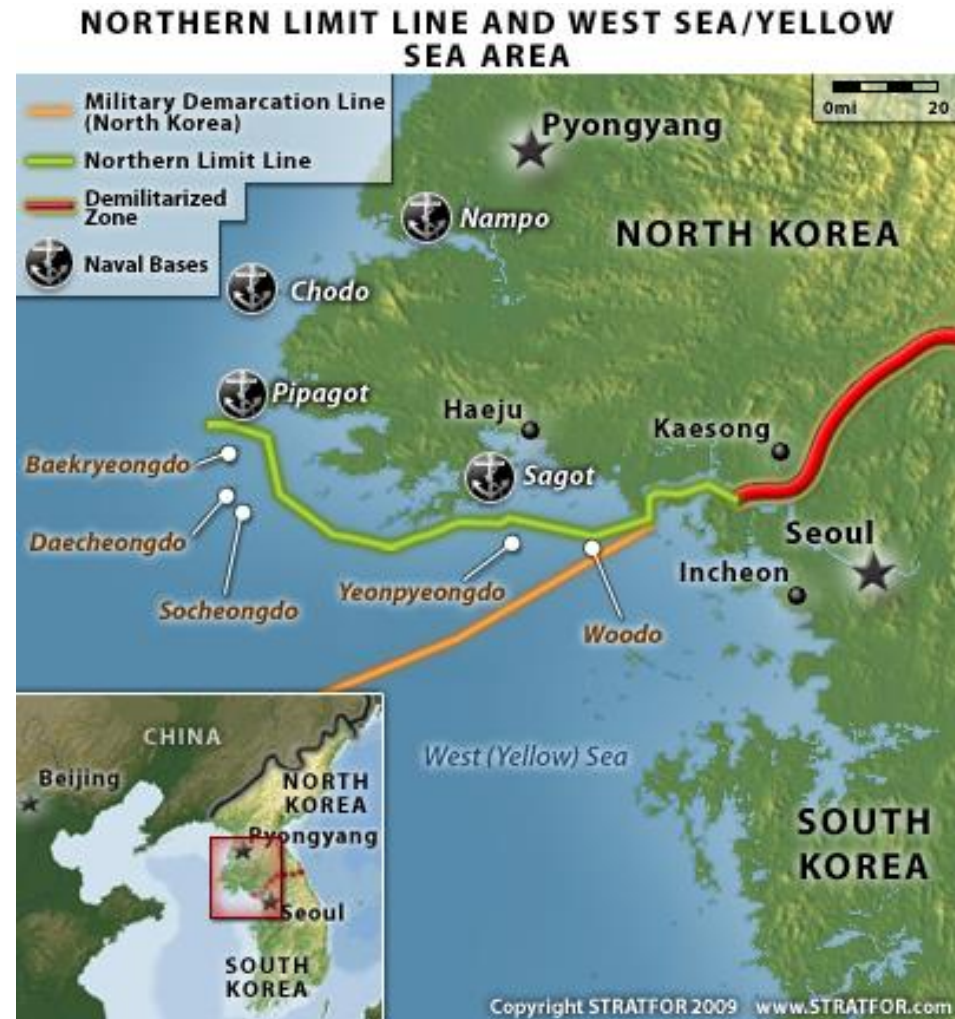 NORTHERN LIMIT LINE AND WEST SEA/YELLOW
SEA AREA
Military Demarcation Line
(North Korea)
Northern Limit Line
Demilitarized
Zone
Naval Bases
0mi 20
Pyongyang
Nampo
NORTH KOREA
Chodo
Pipagot
Haeju
Kaesong
Baekryeongdo
Sagot
Daecheongdo
Seoul
Socheongdo
Yeonpyeongdo
Incheon
Woodo
West (Yellow) Sea
SOUTH
KOREA
CHINA
Beijing
NORTH
KOREA
Pyongyang
Seoul
SOUTH
KOREA
Copyright STRATFOR 2009 www.STRATFOR.com